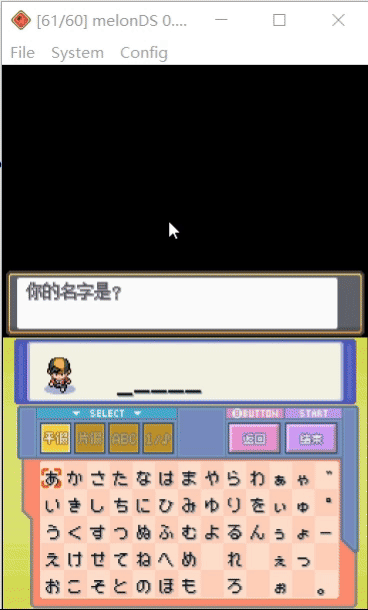 [61/60] melonDS 0....
File System Config
你的名字是?
SELECT
BUTTON START
平假 片假 ABC 1/♪ 返回 结束
あ か さ た な は ま や ら わ ぁ ゃ ゛
い き し ち に ひ み ゆ り を ぃ ゅ ゜
う く す つ ぬ ふ む よ る ん ぅ ょ ー
え け せ て ね へ め れ ぇ っ
お こ そ と の ほ も ろ ぉ 。